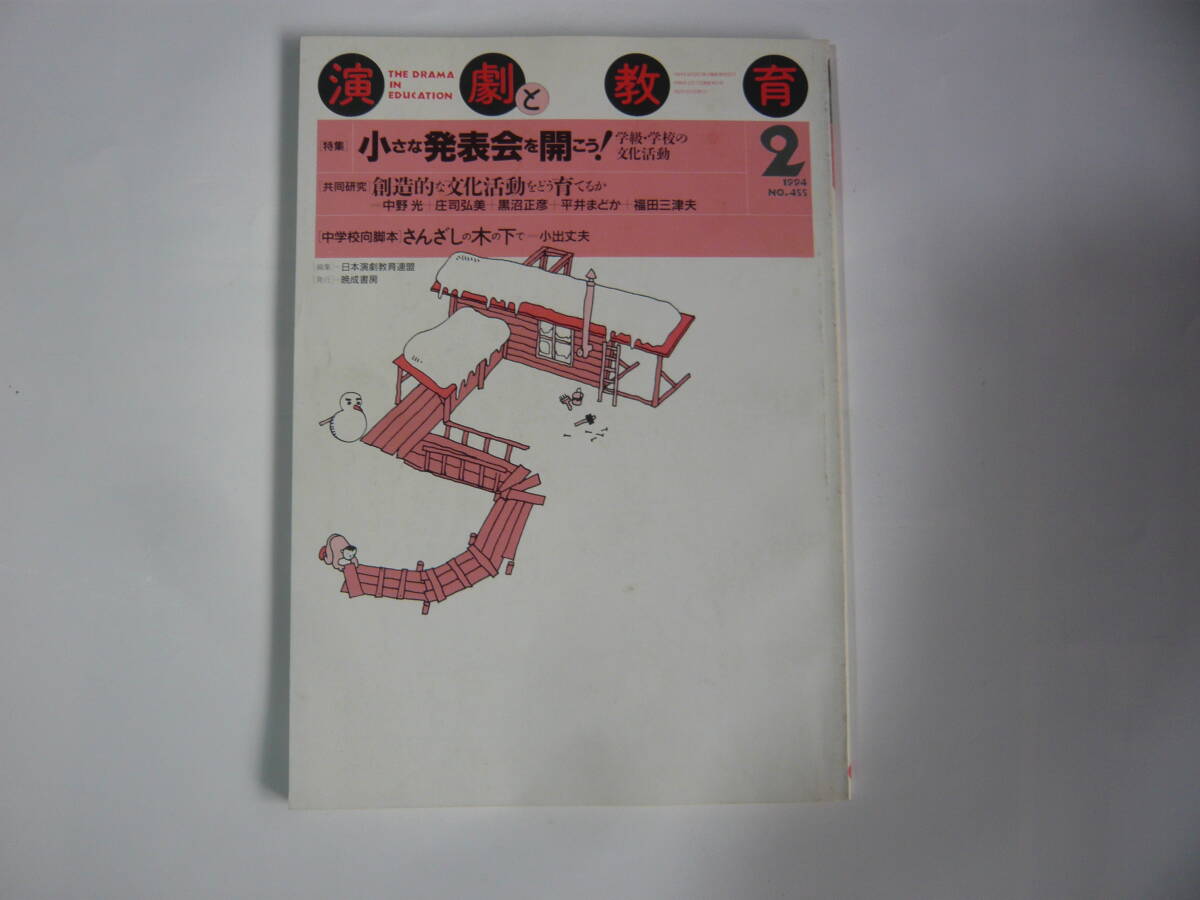 演劇と教育
THE DRAMA
IN
EDUCATION
特集 小さな発表会を開こう! 学級・学校の
文化活動
2
1994
NO.455
共同研究 創造的な文化活動をどう育てるか
中野 光+庄司弘美+黒沼正彦+平井まどか+福田三津夫
[中学校向脚本] さんざしの木の下で 小出丈夫
[編集] 日本演劇教育連盟
[発行] 晩成書房